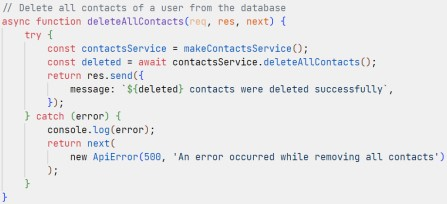 // Delete all contacts of a user from the database
async function deleteAllContacts(req, res, next) {
    try {
        const contactsService = makeContactsService();
        const deleted = await contactsService.deleteAllContacts();
        return res.send({
            message: `${deleted} contacts were deleted successfully`,
        });
    } catch (error) {
        console.log(error);
        return next(
            new ApiError(500, 'An error occurred while removing all contacts')
        );
    }
}